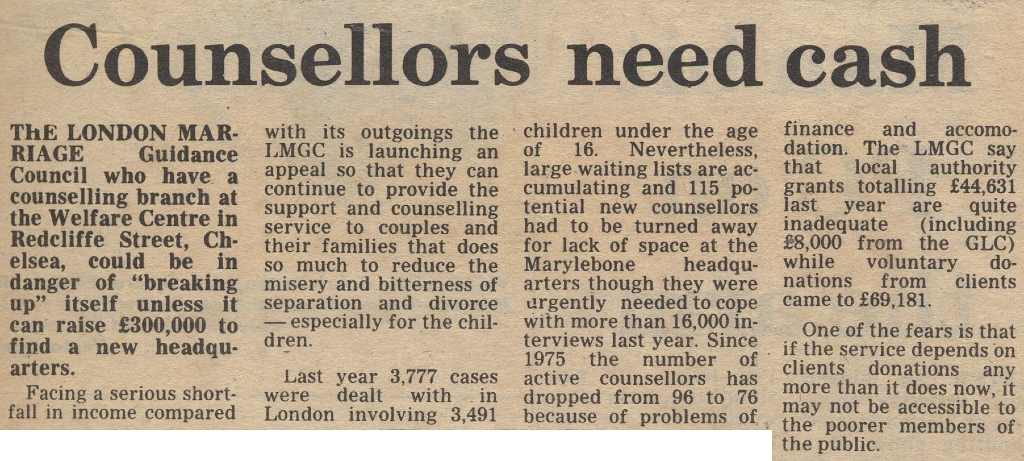 Counsellors need cash
THE LONDON MAR-
RIAGE Guidance
Council who have a
counselling branch at
the Welfare Centre in
Redcliffe Street, Ch-
elsea, could be in
danger of "breaking
up" itself unless it
can raise £300,000 to
find a new headqu-
arters.
Facing a serious short-
fall in income compared
with its outgoings the
LMGC is launching an
appeal so that they can
continue to provide the
support and counselling
service to couples and
their families that does
so much to reduce the
misery and bitterness of
separation and divorce
— especially for the chil-
dren.
Last year 3,777 cases
were dealt with in
London involving 3,491
children under the age
of 16. Nevertheless,
large waiting lists are ac-
cumulating and 115 po-
tential new counsellors
had to be turned away
for lack of space at the
Marylebone headqu-
arters though they were
urgently needed to cope
with more than 16,000 in-
terviews last year. Since
1975 the number of
active counsellors has
dropped from 96 to 76
because of problems of
finance and accomo-
dation. The LMGC say
that local authority
grants totalling £44,631
last year are quite
inadequate (including
£8,000 from the GLC)
while voluntary do-
nations from clients
came to £69,181.
One of the fears is that
if the service depends on
clients donations any
more than it does now, it
may not be accessible to
the poorer members of
the public.